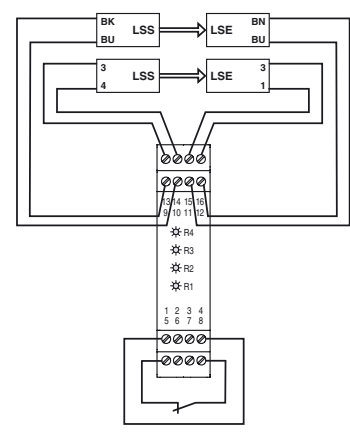 BK LSS LSE BN
BU BU
3 LSS LSE 3
4 1
13 14 15 16
9 10 11 12
R4
R3
R2
R1
1 2 3 4
5 6 7 8